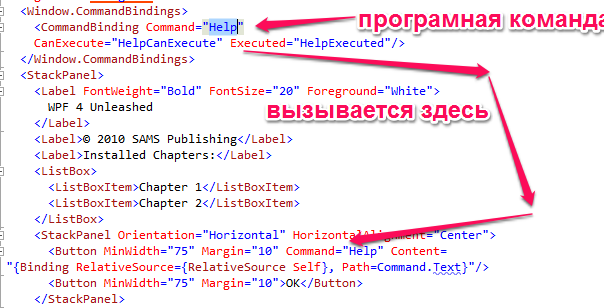 <Window.CommandBindings>
програмная команда
<CommandBinding Command="Help"
CanExecute="HelpCanExecute" Executed="HelpExecuted"/>
</Window.CommandBindings>
<StackPanel>
<Label FontWeight="Bold" FontSize="20" Foreground="White">
WPF 4 Unleashed
вызывается здесь
</Label>
<Label>© 2010 SAMS Publishing</Label>
<Label>Installed Chapters:</Label>
<ListBox>
<ListBoxItem>Chapter 1</ListBoxItem>
<ListBoxItem>Chapter 2</ListBoxItem>
</ListBox>
<StackPanel Orientation="Horizontal" HorizontalAlignment="Center">
<Button MinWidth="75" Margin="10" Command="Help" Content=
"{Binding RelativeSource={RelativeSource Self}, Path=Command.Text}"/>
<Button MinWidth="75" Margin="10">OK</Button>
</StackPanel>